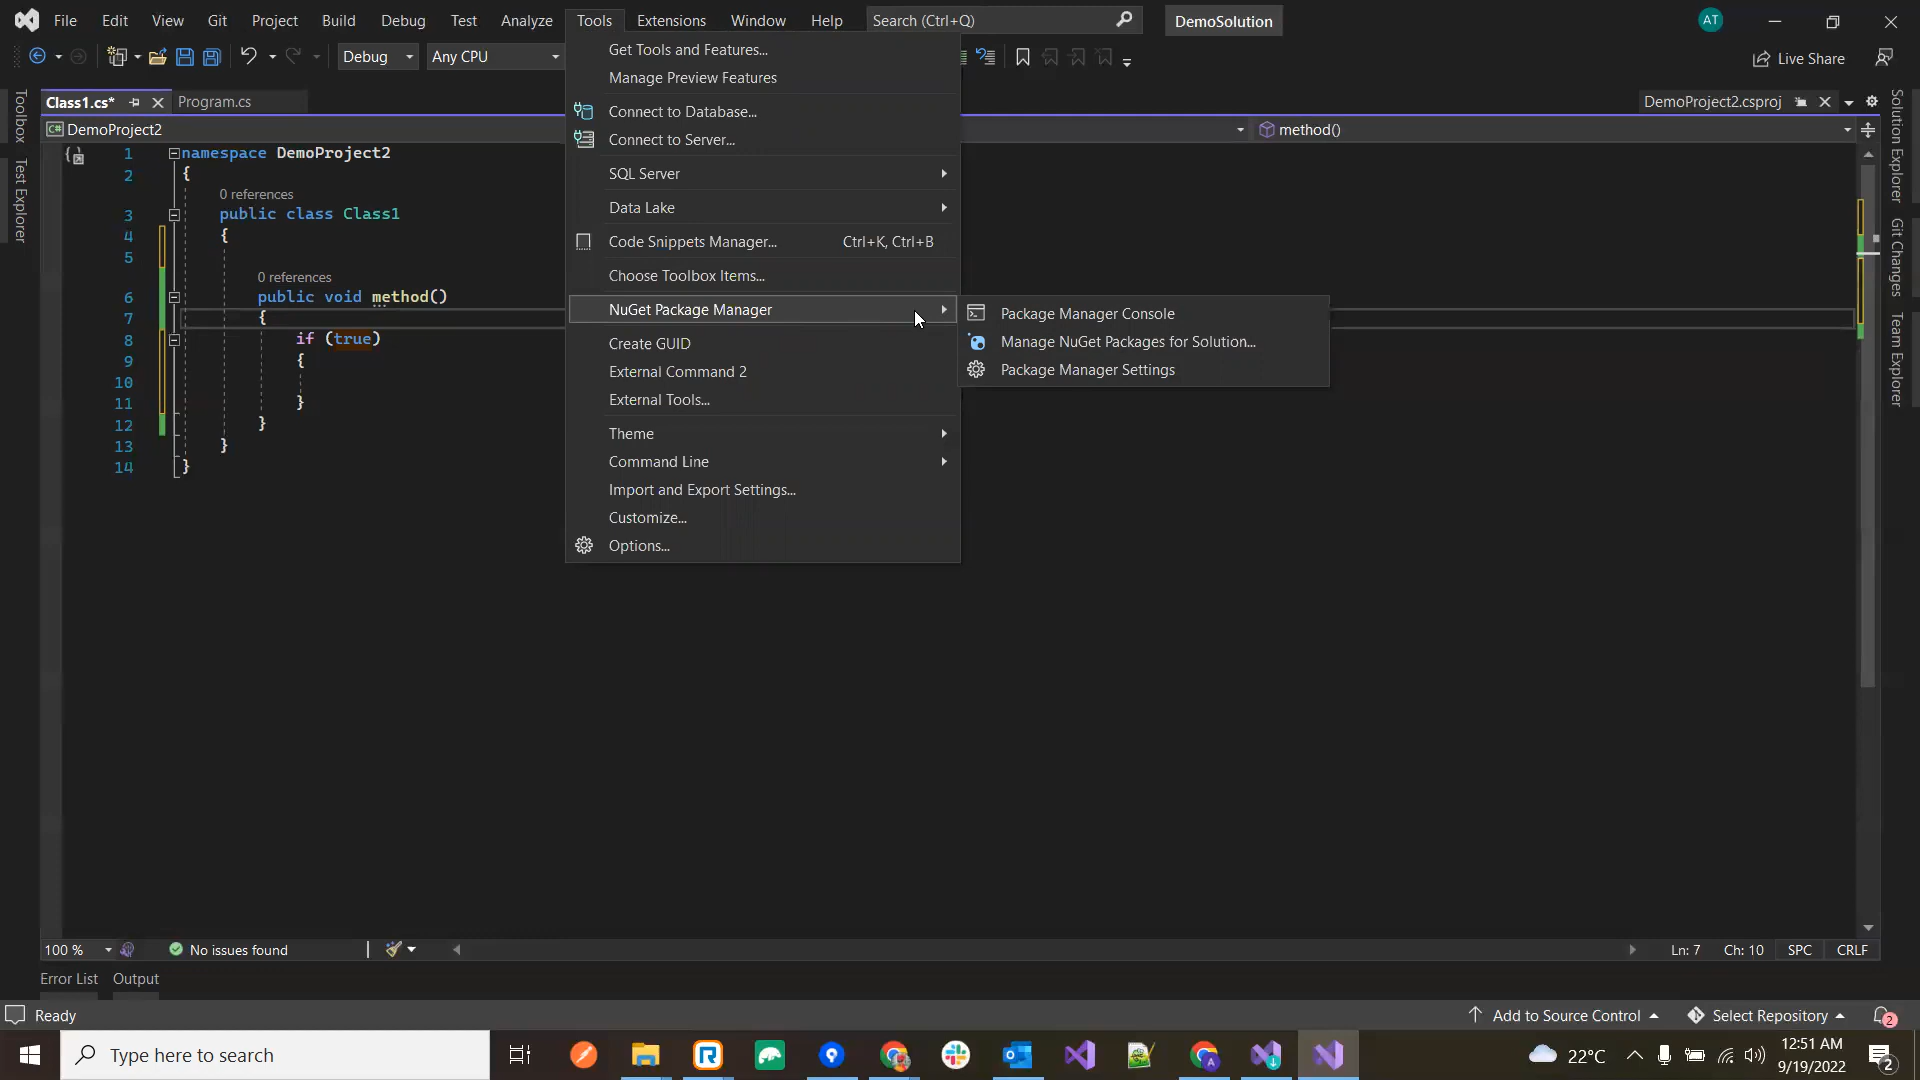 File Edit View Git Project Build Debug Test Analyze Tools Extensions Window Help Search (Ctrl+Q) DemoSolution AT
Debug Any CPU Live Share
Class1.cs* Program.cs DemoProject2.csproj
DemoProject2 method()
Toolbox
Test Explorer
1 namespace DemoProject2
2 {
0 references
3 public class Class1
4 {
5
0 references
6 public void method()
7 {
8 if (true)
9 {
10
11 }
12 }
13 }
14 }
Get Tools and Features...
Manage Preview Features
Connect to Database...
Connect to Server...
SQL Server
Data Lake
Code Snippets Manager... Ctrl+K, Ctrl+B
Choose Toolbox Items...
NuGet Package Manager
Create GUID
External Command 2
External Tools...
Theme
Command Line
Import and Export Settings...
Customize...
Options...
Package Manager Console
Manage NuGet Packages for Solution...
Package Manager Settings
Solution Explorer
Git Changes
Team Explorer
100 % No issues found Ln: 7 Ch: 10 SPC CRLF
Error List Output
Ready Add to Source Control Select Repository 2
Type here to search 22°C 12:51 AM
9/19/2022 2